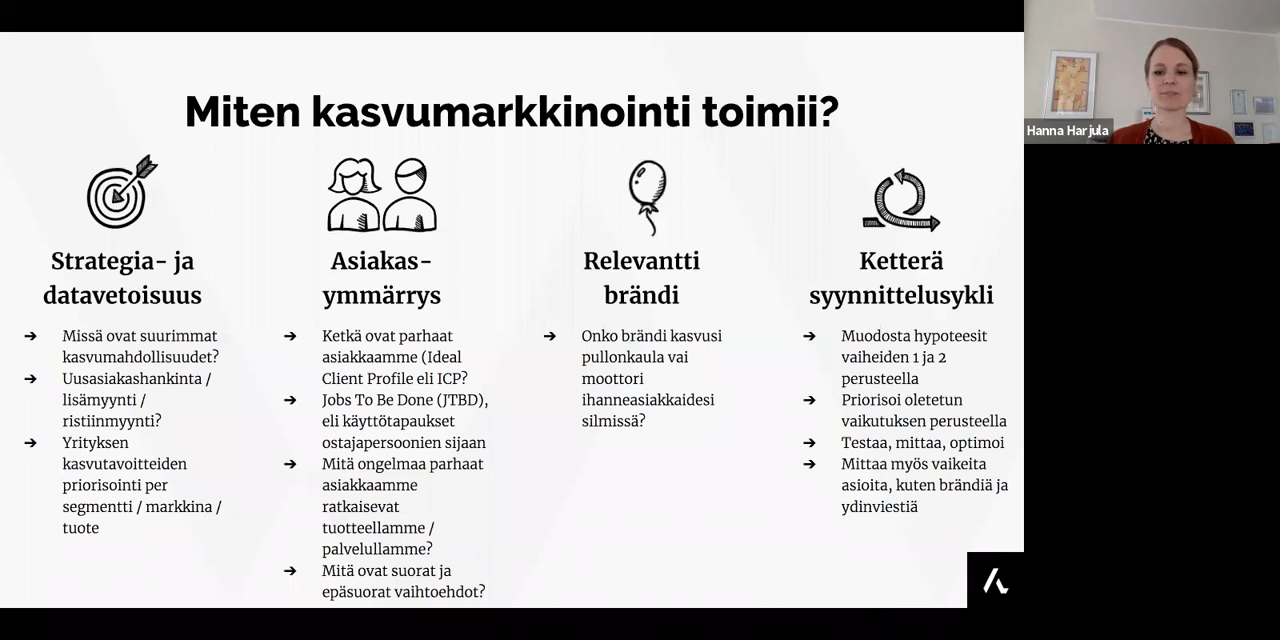 Miten kasvumarkkinointi toimii?
Strategia- ja
datavetoisuus
➔ Missä ovat suurimmat
kasvumahdollisuudet?
➔ Uusasiakashankinta /
lisämyynti /
ristiinmyynti?
➔ Yrityksen
kasvutavoitteiden
priorisointi per
segmentti / markkina /
tuote
Asiakas-
ymmärrys
➔ Ketkä ovat parhaat
asiakkaamme (Ideal
Client Profile eli ICP?
➔ Jobs To Be Done (JTBD),
eli käyttötapaukset
ostajapersoonien sijaan
➔ Mitä ongelmaa parhaat
asiakkaamme
ratkaisevat
tuotteellamme /
palvelullamme?
➔ Mitä ovat suorat ja
epäsuorat vaihtoehdot?
Relevantti
brändi
➔ Onko brändi kasvusi
pullonkaula vai
moottori
ihanneasiakkaidesi
silmissä?
Ketterä
syynnittelusykli
➔ Muodosta hypoteesit
vaiheiden 1 ja 2
perusteella
➔ Priorisoi oletetun
vaikutuksen perusteella
➔ Testaa, mittaa, optimoi
➔ Mittaa myös vaikeita
asioita, kuten brändiä ja
ydinviestiä
Hanna Harjula